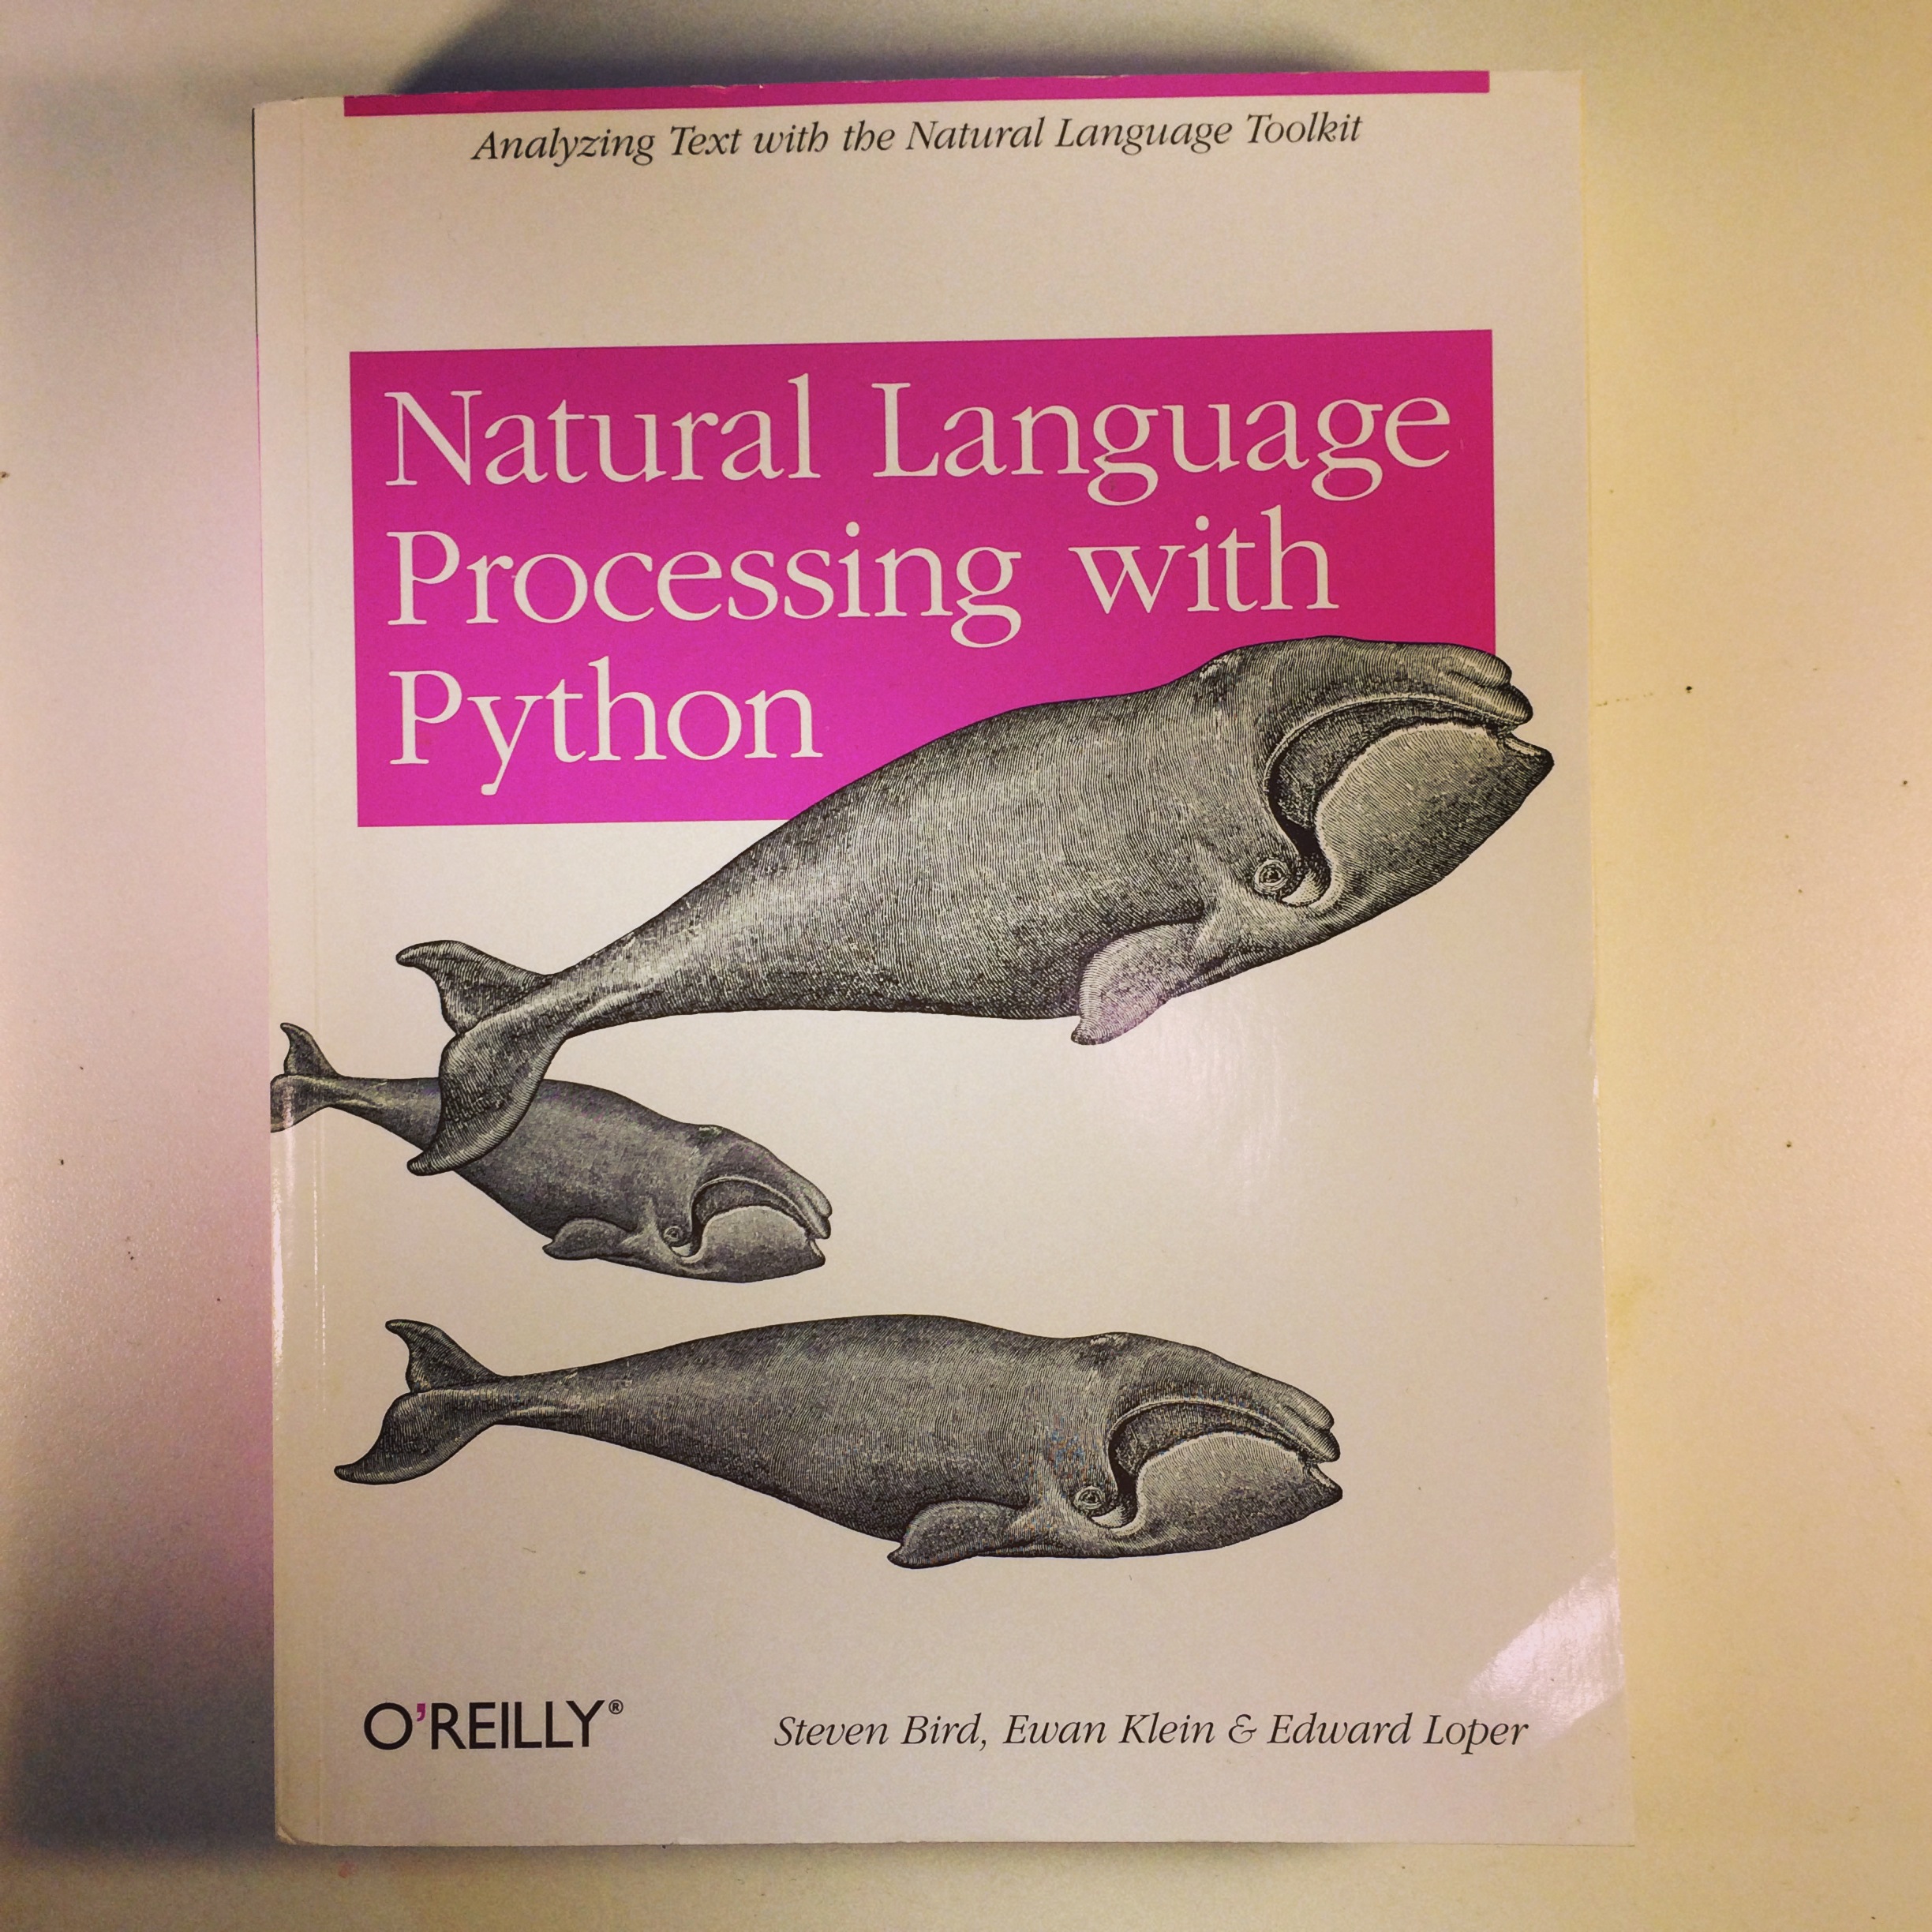 Analyzing Text with the Natural Language Toolkit
Natural Language
Processing with
Python
O'REILLY®
Steven Bird, Ewan Klein & Edward Loper